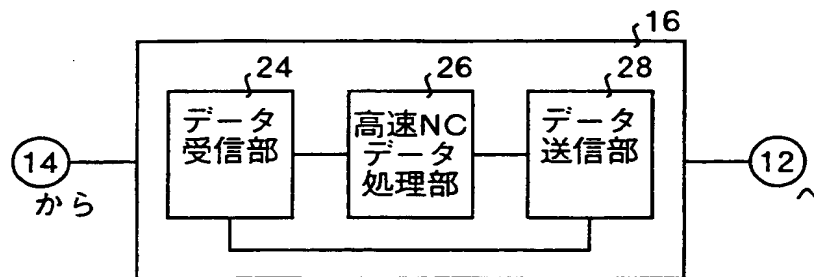 16
24
26
28
データ
受信部
高速NC
データ
処理部
データ
送信部
14
から
12
へ